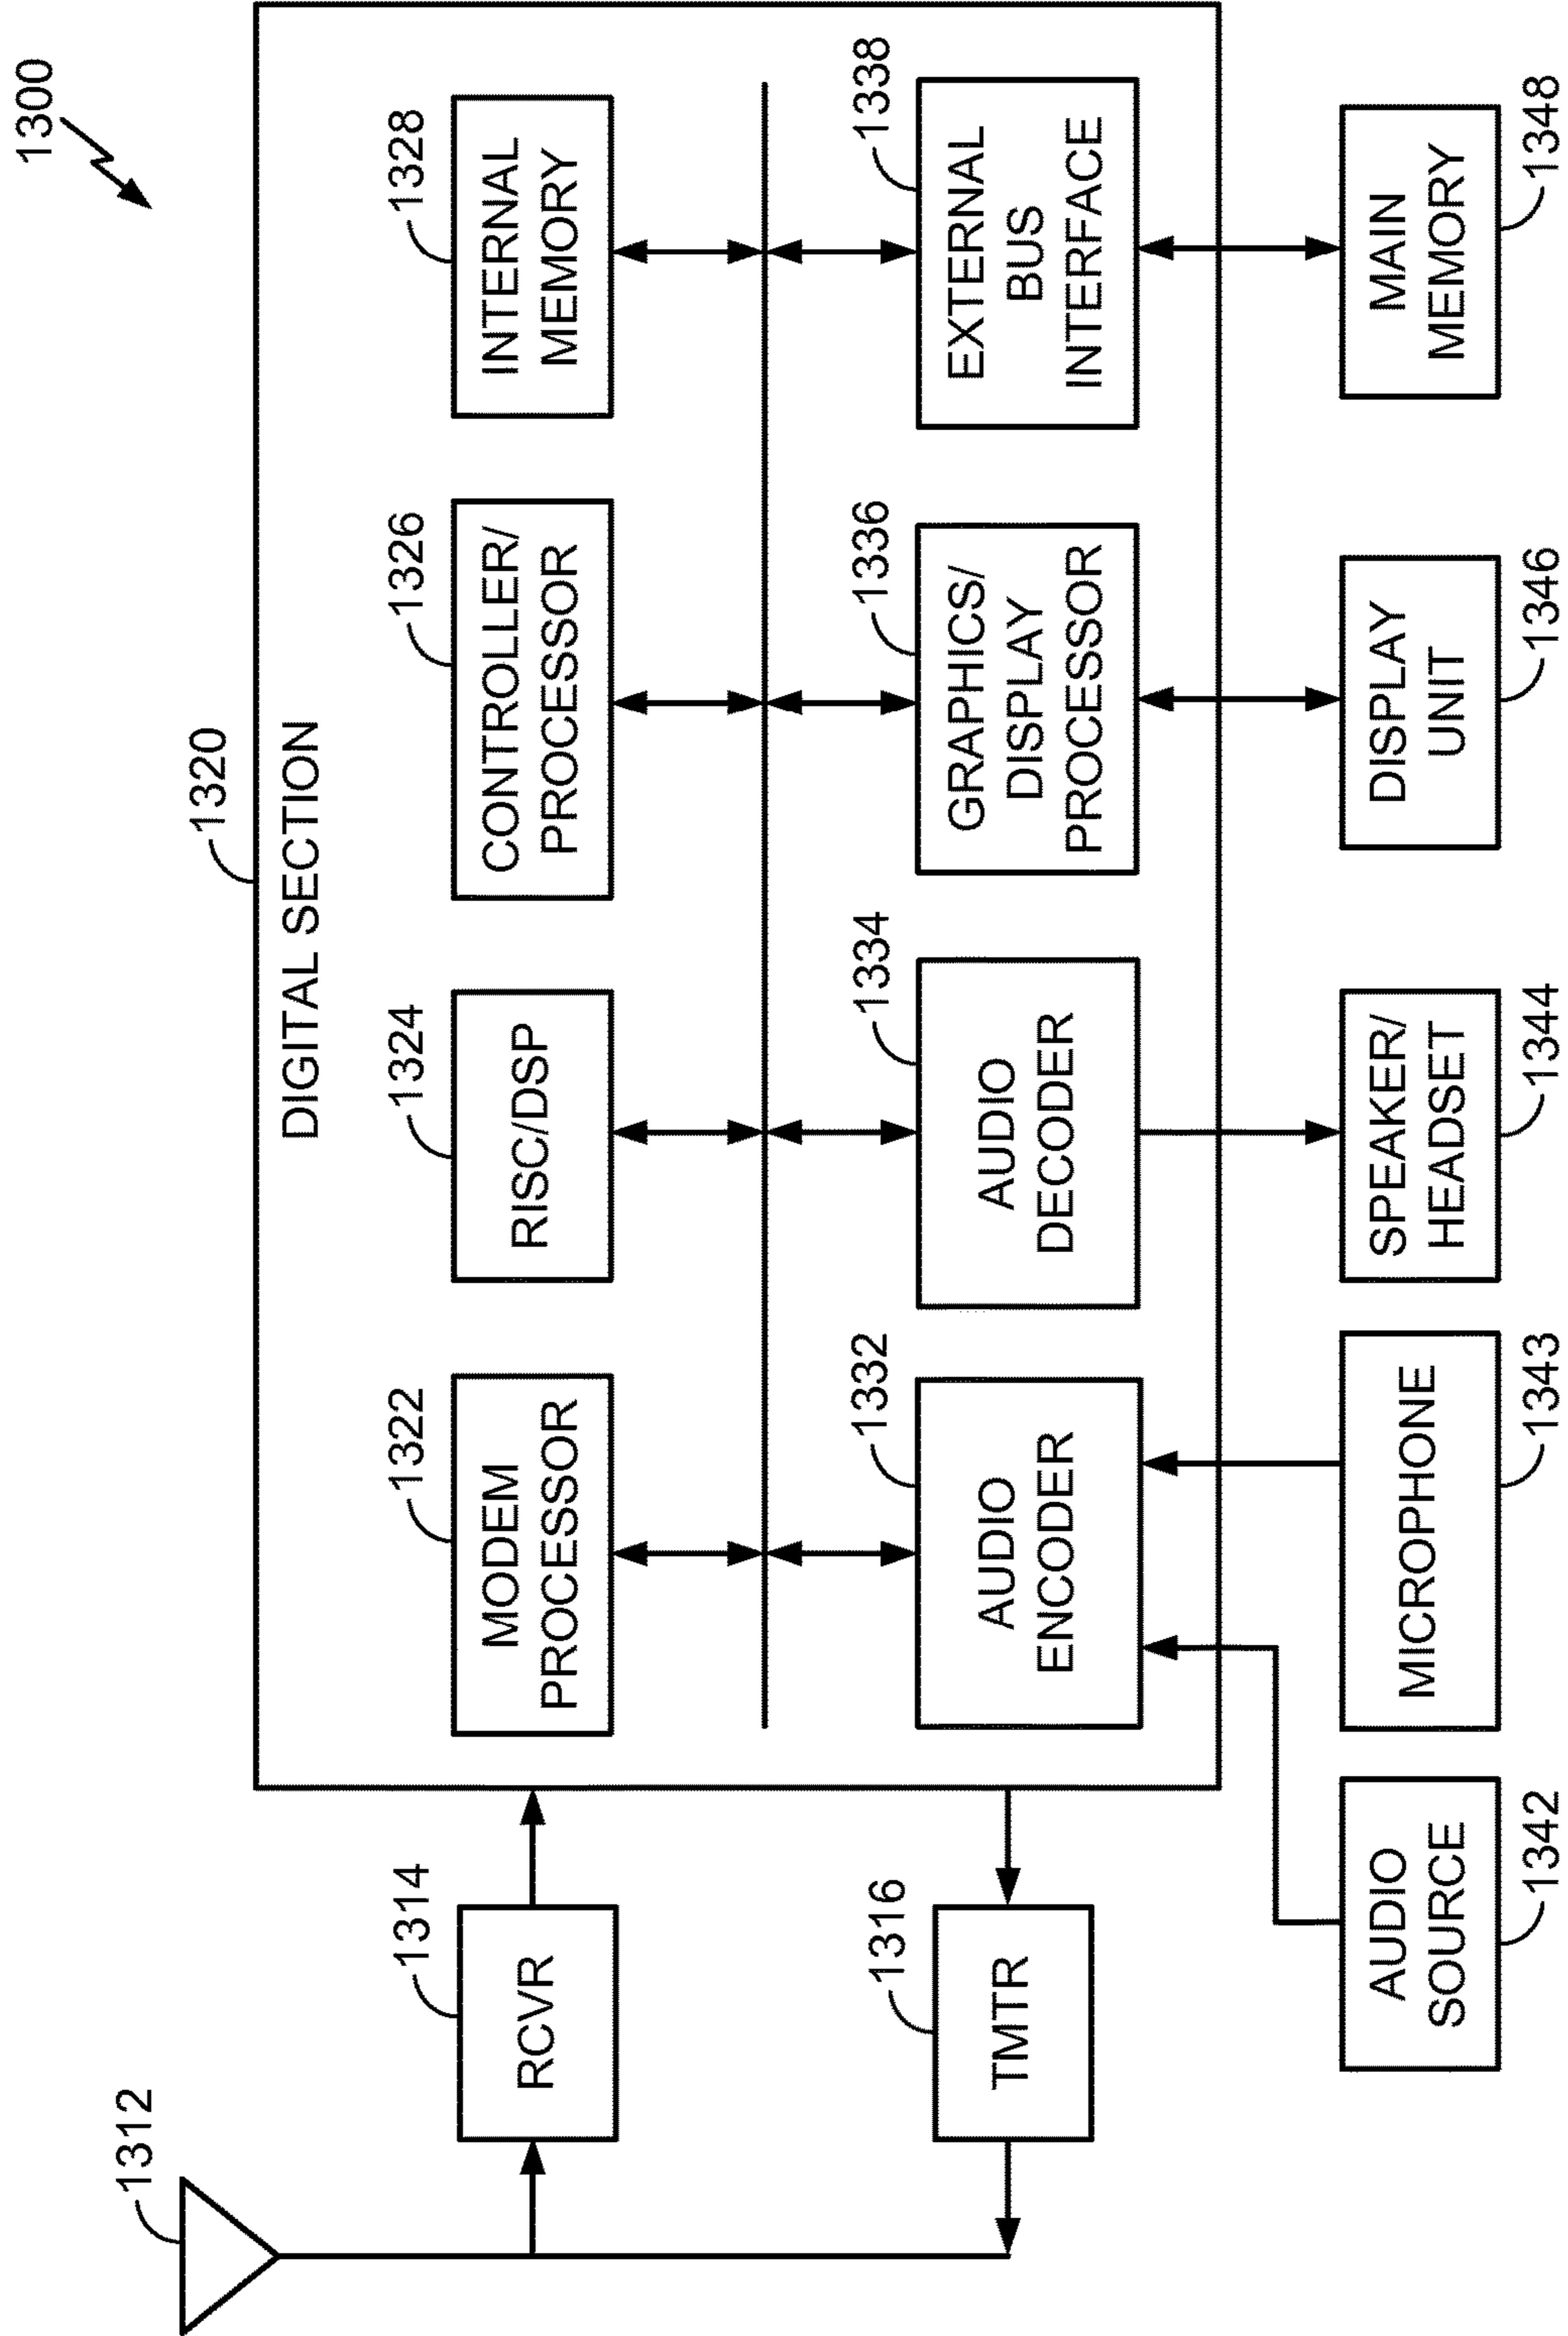 1300
1320
DIGITAL SECTION
1312
1314
RCVR
1322
MODEM
PROCESSOR
1324
RISC/DSP
1326
CONTROLLER/
PROCESSOR
1328
INTERNAL
MEMORY
1316
TMTR
1332
AUDIO
ENCODER
1334
AUDIO
DECODER
1336
GRAPHICS/
DISPLAY
PROCESSOR
1338
EXTERNAL
BUS
INTERFACE
AUDIO
SOURCE
1342
MICROPHONE
1343
SPEAKER/
HEADSET
1344
DISPLAY
UNIT
1346
MAIN
MEMORY
1348